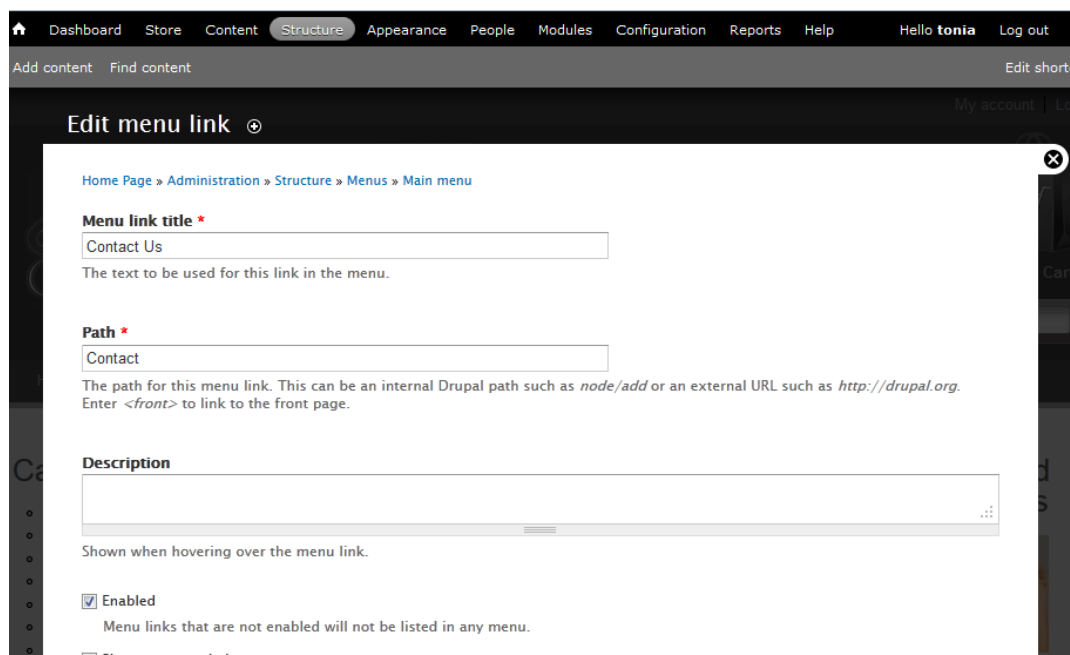 Dashboard Store Content Structure Appearance People Modules Configuration Reports Help Hello tonia Log out
Add content Find content Edit short
My account
Edit menu link
Home Page » Administration » Structure » Menus » Main menu
Menu link title *
Contact Us
The text to be used for this link in the menu.
Path *
Contact
The path for this menu link. This can be an internal Drupal path such as node/add or an external URL such as http://drupal.org.
Enter <front> to link to the front page.
Description
Shown when hovering over the menu link.
Enabled
Menu links that are not enabled will not be listed in any menu.